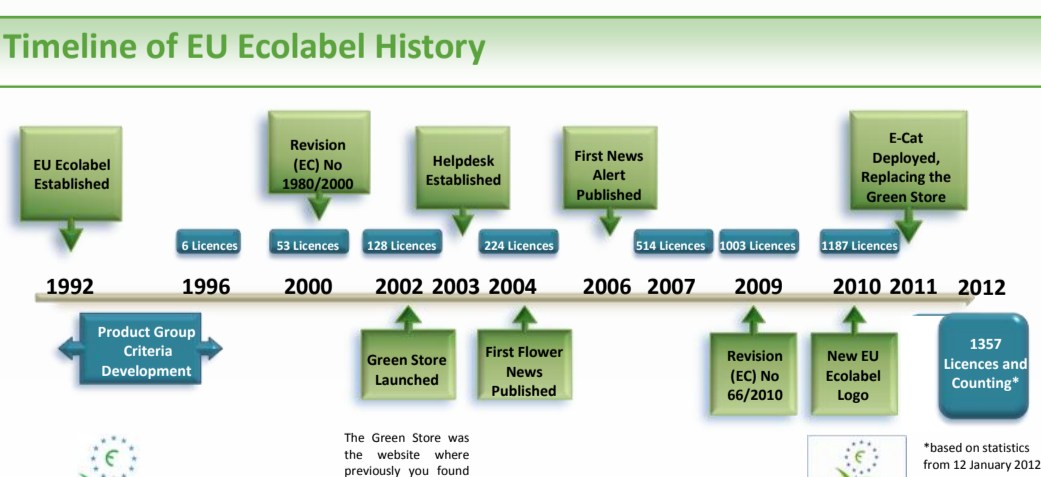 Timeline of EU Ecolabel History
EU Ecolabel
Established
Revision
(EC) No
1980/2000
Helpdesk
Established
First News
Alert
Published
E-Cat
Deployed,
Replacing the
Green Store
6 Licences
53 Licences
128 Licences
224 Licences
514 Licences
1003 Licences
1187 Licences
1992
1996
2000
2002
2003
2004
2006
2007
2009
2010
2011
2012
Product Group
Criteria
Development
Green Store
Launched
First Flower
News
Published
Revision
(EC) No
66/2010
New EU
Ecolabel
Logo
1357
Licences and
Counting*
The Green Store was
the website where
previously you found
*based on statistics
from 12 January 2012